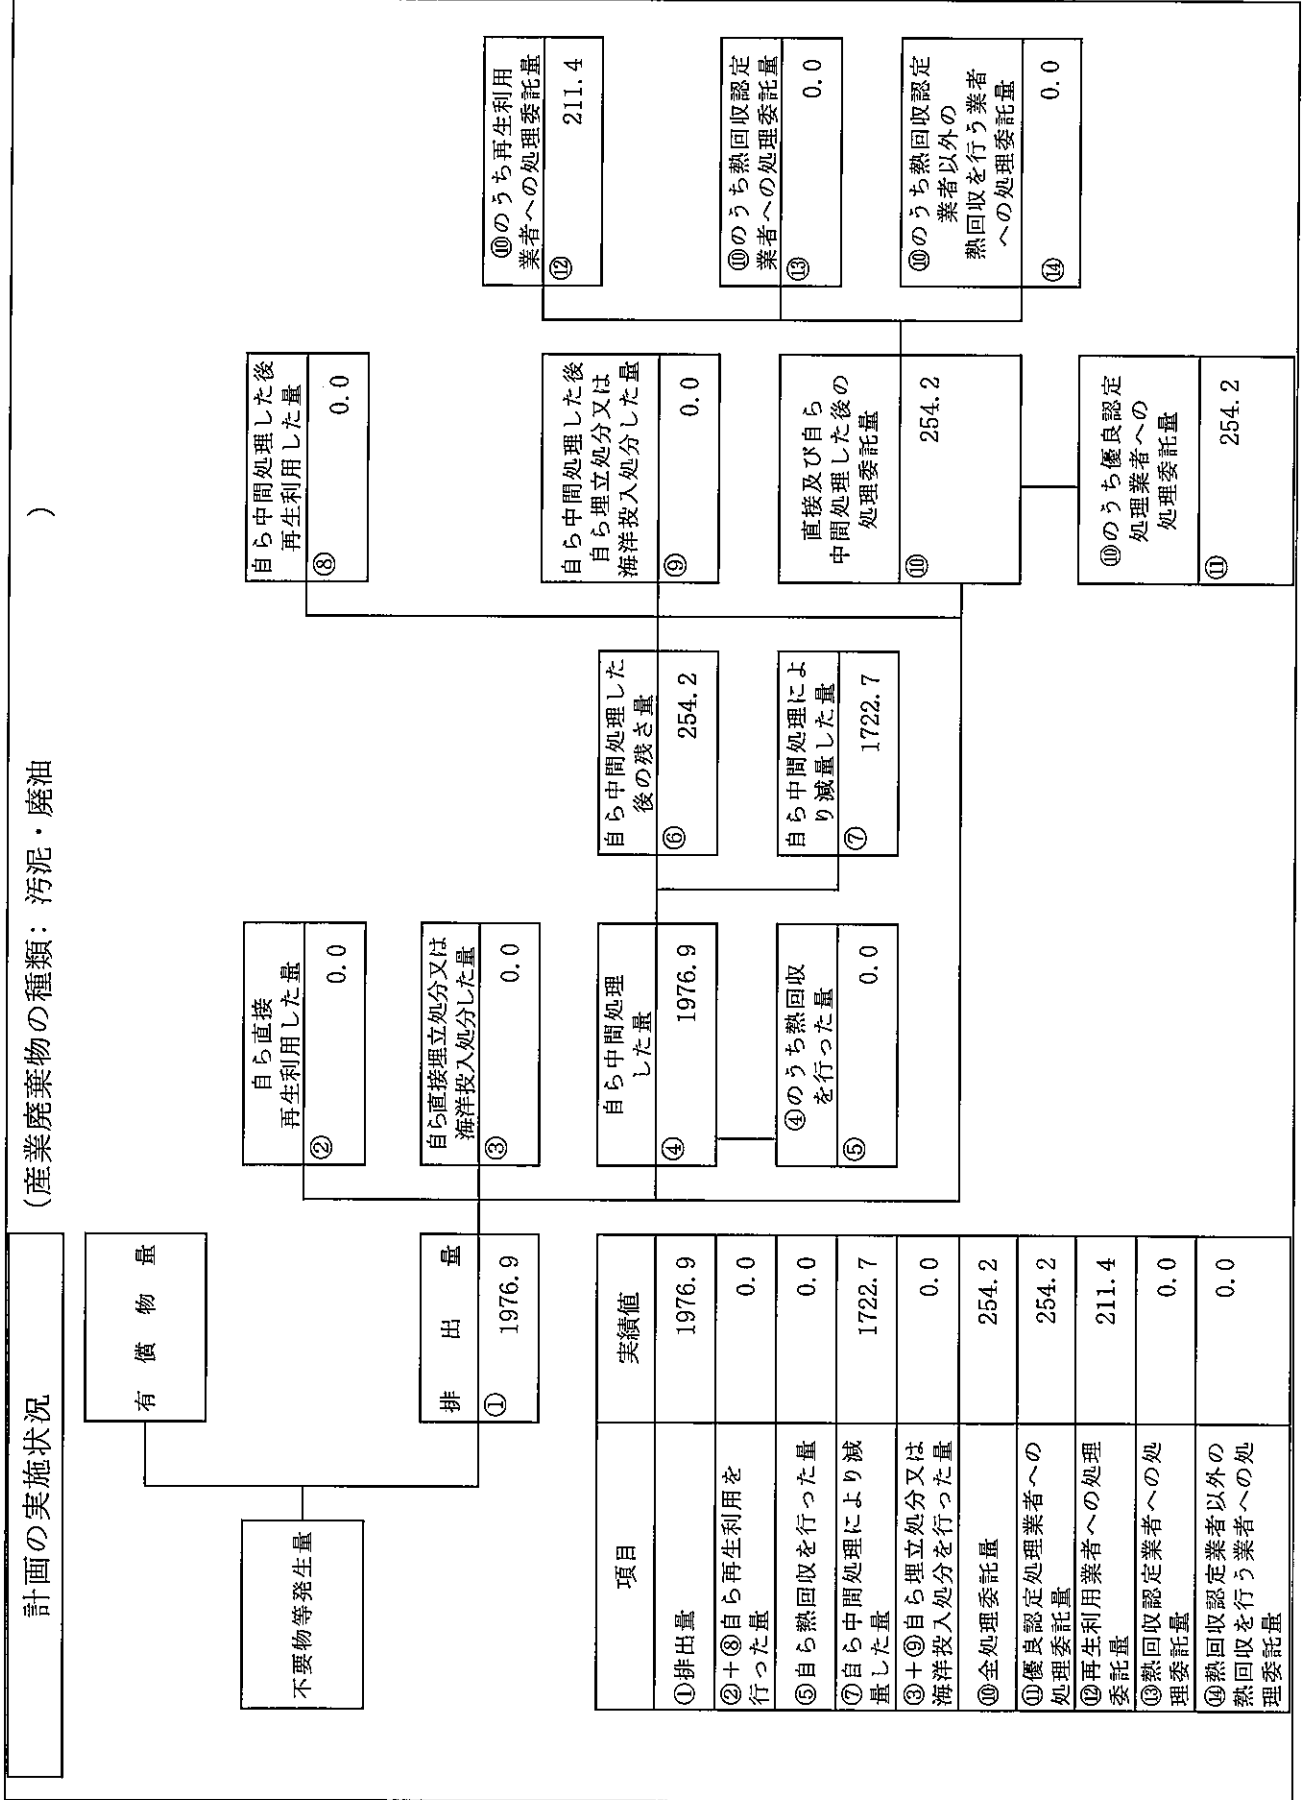 計画の実施状況
(産業廃棄物の種類: 汚泥・廃油 )
不要物等発生量
有 償 物 量
排 出 量
① 1976.9
自ら直接
再生利用した量
② 0.0
自ら直接埋立処分又は
海洋投入処分した量
③ 0.0
自ら中間処理
した量
④ 1976.9
④のうち熱回収
を行った量
⑤ 0.0
自ら中間処理した
後の残さ量
⑥ 254.2
自ら中間処理によ
り減量した量
⑦ 1722.7
自ら中間処理した後
再生利用した量
⑧ 0.0
自ら中間処理した後
自ら埋立処分又は
海洋投入処分した量
⑨ 0.0
直接及び自ら
中間処理した後の
処理委託量
⑩ 254.2
⑩のうち優良認定
処理業者への
処理委託量
⑪ 254.2
⑩のうち再生利用
業者への処理委託量
⑫ 211.4
⑩のうち熱回収認定
業者への処理委託量
⑬ 0.0
⑩のうち熱回収認定
業者以外の
熱回収を行う業者
への処理委託量
⑭ 0.0
項目 実績値
①排出量 1976.9
②+⑧自ら再生利用を
行った量 0.0
⑤自ら熱回収を行った量 0.0
⑦自ら中間処理により減
量した量 1722.7
③+⑨自ら埋立処分又は
海洋投入処分を行った量 0.0
⑩全処理委託量 254.2
⑪優良認定処理業者への
処理委託量 254.2
⑫再生利用業者への処理
委託量 211.4
⑬熱回収認定業者への処
理委託量 0.0
⑭熱回収認定業者以外の
熱回収を行う業者への処
理委託量 0.0